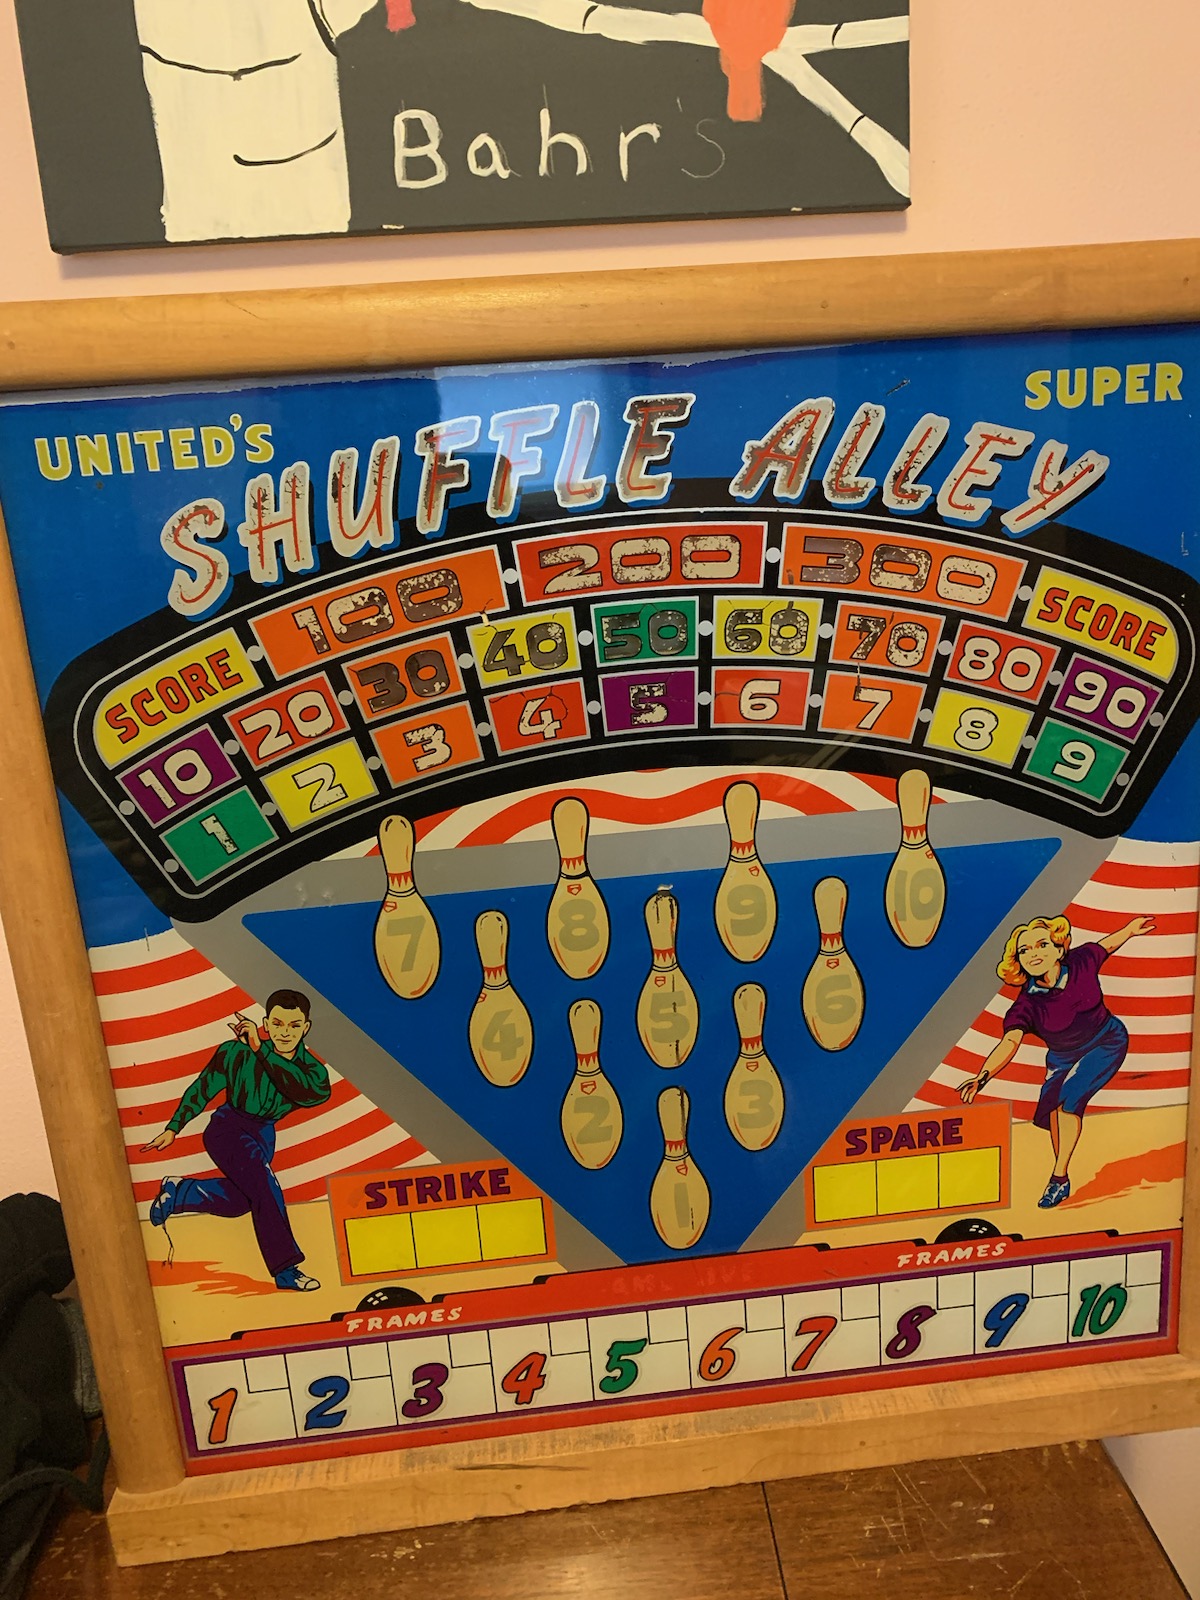 Bahr's
UNITED'S
SUPER
SHUFFLE ALLEY
SCORE 100 200 300 SCORE
10 20 30 40 50 60 70 80 90
1 2 3 4 5 6 7 8 9
7 8 9 10
4 5 6
2 3
1
STRIKE
SPARE
FRAMES
FRAMES
1 2 3 4 5 6 7 8 9 10